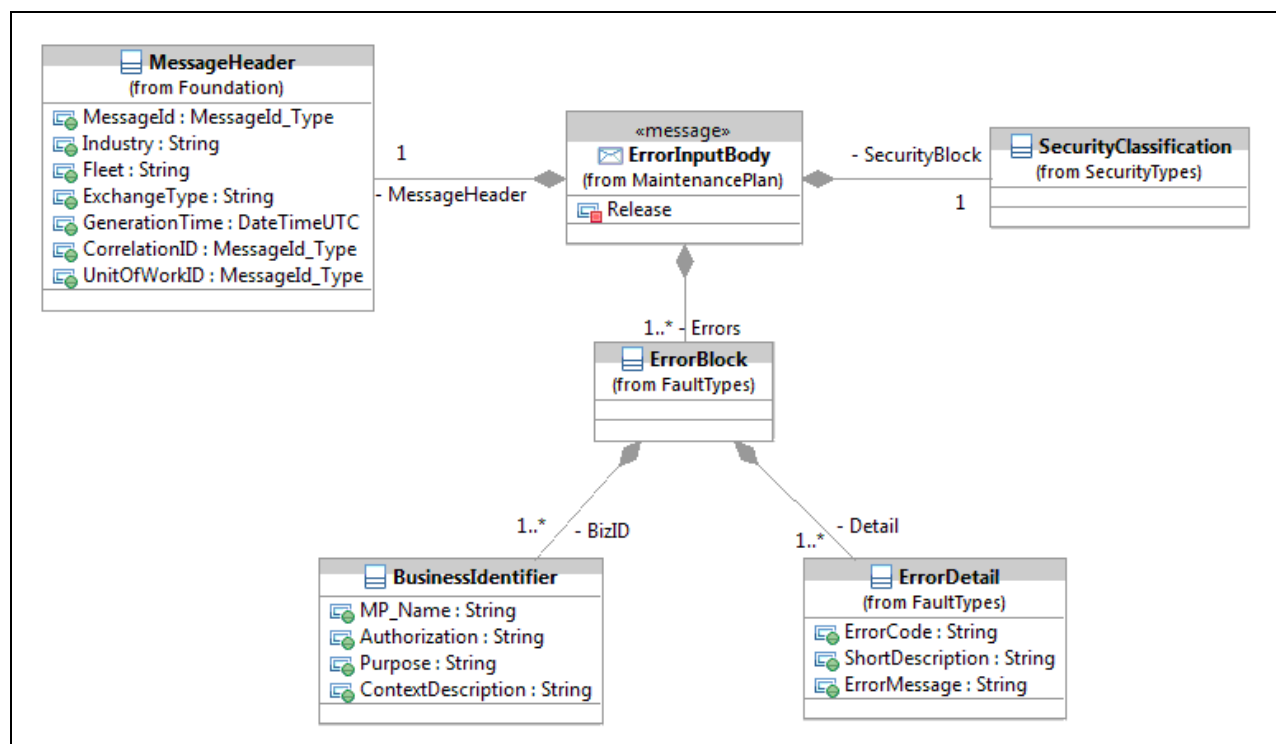 MessageHeader
(from Foundation)
MessageId : MessageId_Type
Industry : String
Fleet : String
ExchangeType : String
GenerationTime : DateTimeUTC
CorrelationID : MessageId_Type
UnitOfWorkID : MessageId_Type
1
- MessageHeader
«message»
ErrorInputBody
(from MaintenancePlan)
Release
- SecurityBlock
1
SecurityClassification
(from SecurityTypes)
1..* - Errors
ErrorBlock
(from FaultTypes)
1..* - BizID
- Detail
1..*
BusinessIdentifier
MP_Name : String
Authorization : String
Purpose : String
ContextDescription : String
ErrorDetail
(from FaultTypes)
ErrorCode : String
ShortDescription : String
ErrorMessage : String